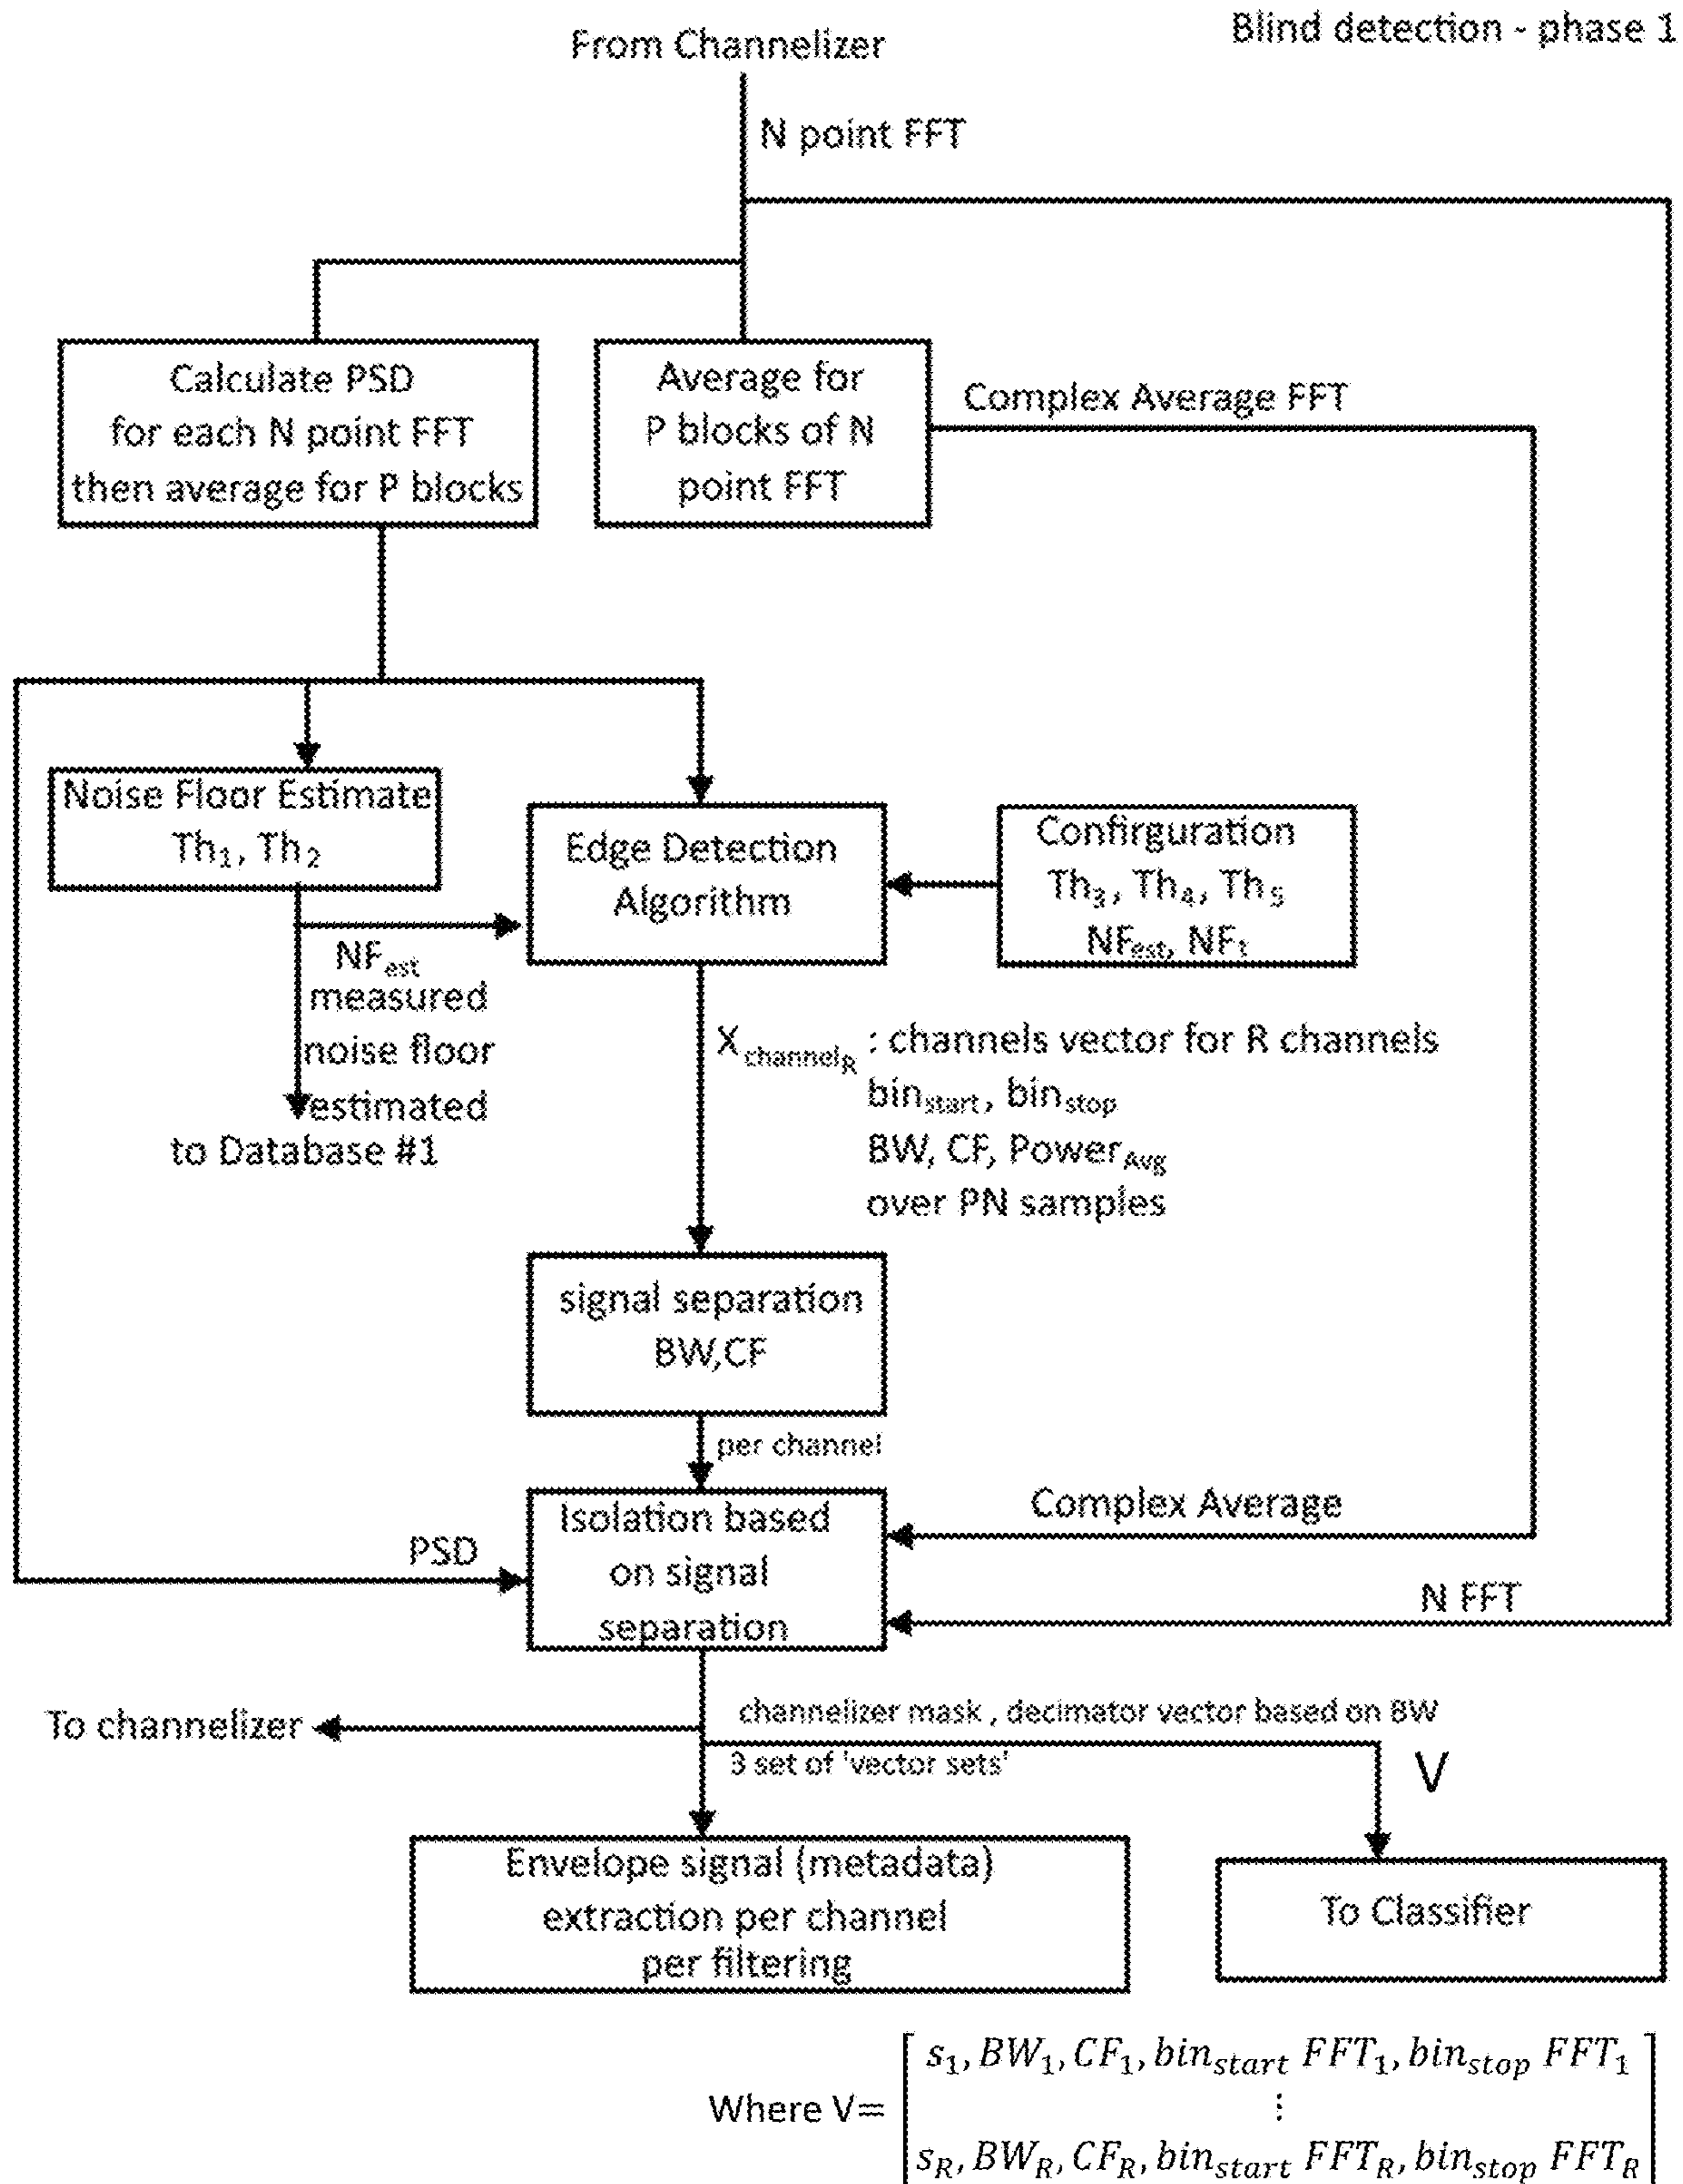 Blind detection - phase 1
From Channelizer
N point FFT
Calculate PSD
for each N point FFT
then average for P blocks
Average for
P blocks of N
point FFT
Complex Average FFT
Noise Floor Estimate
Th₁, Th₂
Edge Detection
Algorithm
Confirguration
Th₃, Th₄, Th₅
NFest, NFt
NFest
measured
noise floor
estimated
to Database #1
XchannelR : channels vector for R channels
binstart, binstop
BW, CF, PowerAvg
over PN samples
signal separation
BW,CF
per channel
Isolation based
on signal
separation
PSD
Complex Average
N FFT
To channelizer
channelizer mask , decimator vector based on BW
3 set of 'vector sets'
V
Envelope signal (metadata)
extraction per channel
per filtering
To Classifier
s₁, BW₁, CF₁, binstart FFT₁, binstop FFT₁
Where V=
⋮
sR, BWR, CFR, binstart FFTR, binstop FFTR